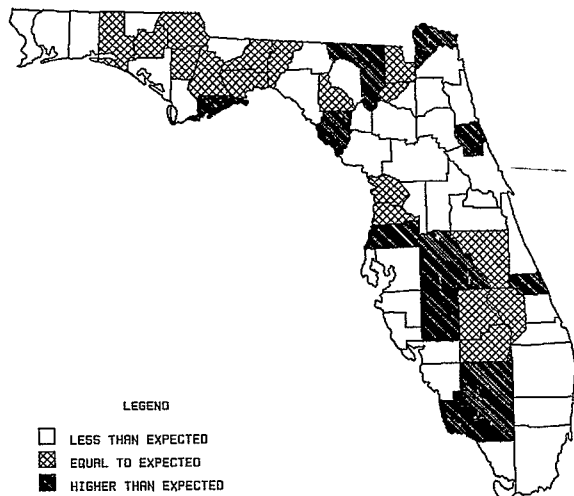 LEGEND
LESS THAN EXPECTED
EQUAL TO EXPECTED
HIGHER THAN EXPECTED